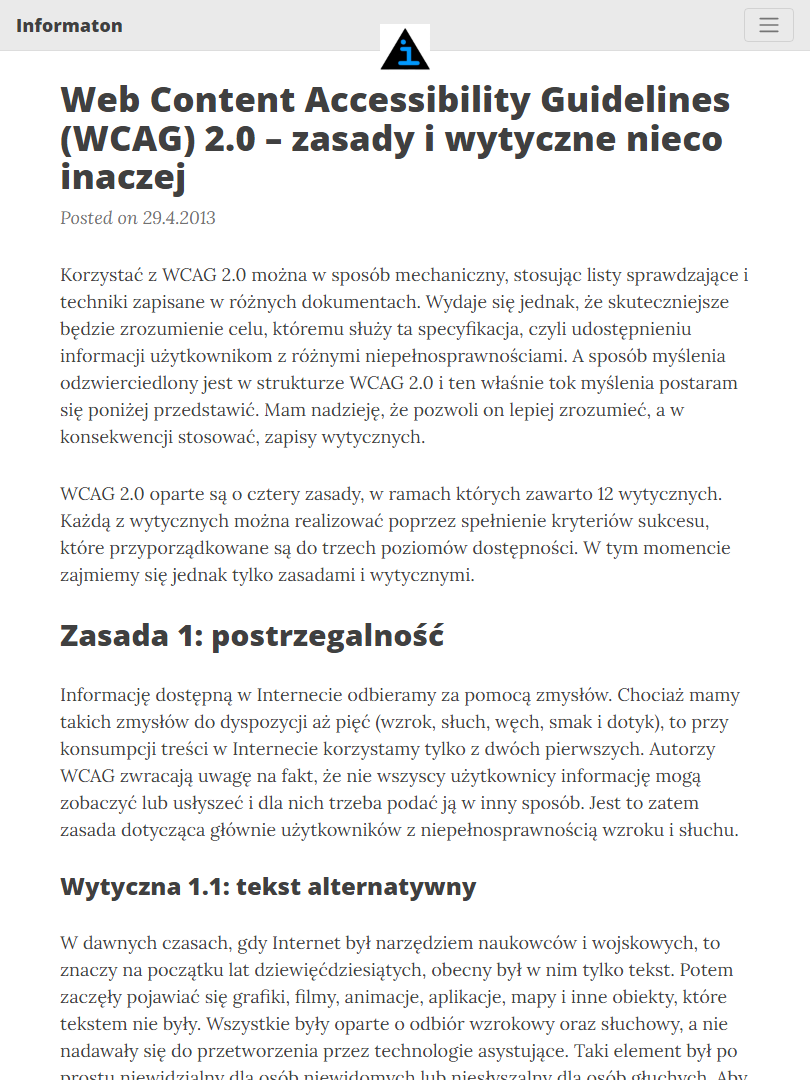 Informaton
i
Web Content Accessibility Guidelines
(WCAG) 2.0 – zasady i wytyczne nieco
inaczej
Posted on 29.4.2013
Korzystać z WCAG 2.0 można w sposób mechaniczny, stosując listy sprawdzające i
techniki zapisane w różnych dokumentach. Wydaje się jednak, że skuteczniejsze
będzie zrozumienie celu, któremu służy ta specyfikacja, czyli udostępnieniu
informacji użytkownikom z różnymi niepełnosprawnościami. A sposób myślenia
odzwierciedlony jest w strukturze WCAG 2.0 i ten właśnie tok myślenia postaram
się poniżej przedstawić. Mam nadzieję, że pozwoli on lepiej zrozumieć, a w
konsekwencji stosować, zapisy wytycznych.
WCAG 2.0 oparte są o cztery zasady, w ramach których zawarto 12 wytycznych.
Każdą z wytycznych można realizować poprzez spełnienie kryteriów sukcesu,
które przyporządkowane są do trzech poziomów dostępności. W tym momencie
zajmiemy się jednak tylko zasadami i wytycznymi.
Zasada 1: postrzegalność
Informację dostępną w Internecie odbieramy za pomocą zmysłów. Chociaż mamy
takich zmysłów do dyspozycji aż pięć (wzrok, słuch, węch, smak i dotyk), to przy
konsumpcji treści w Internecie korzystamy tylko z dwóch pierwszych. Autorzy
WCAG zwracają uwagę na fakt, że nie wszyscy użytkownicy informację mogą
zobaczyć lub usłyszeć i dla nich trzeba podać ją w inny sposób. Jest to zatem
zasada dotycząca głównie użytkowników z niepełnosprawnością wzroku i słuchu.
Wytyczna 1.1: tekst alternatywny
W dawnych czasach, gdy Internet był narzędziem naukowców i wojskowych, to
znaczy na początku lat dziewięćdziesiątych, obecny był w nim tylko tekst. Potem
zaczęły pojawiać się grafiki, filmy, animacje, aplikacje, mapy i inne obiekty, które
tekstem nie były. Wszystkie były oparte o odbiór wzrokowy oraz słuchowy, a nie
nadawały się do przetworzenia przez technologie asystujące. Taki element był po
prostu niewidzialny dla osób niewidomych lub niesłyszalny dla osób głuchych. Aby